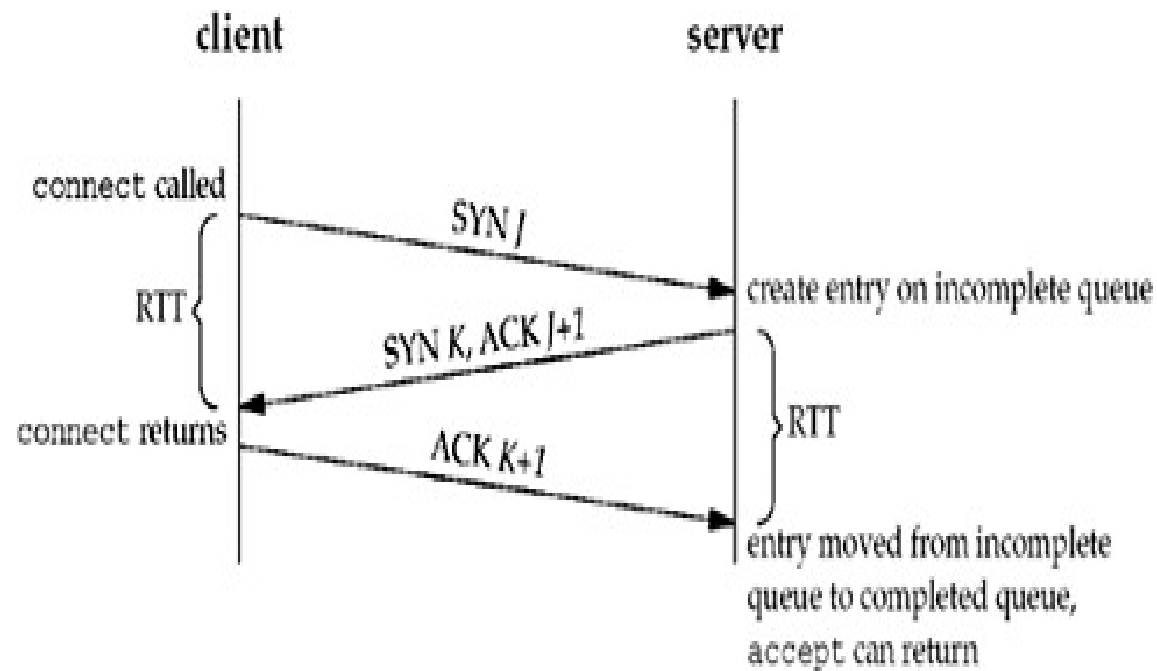 client
server
connect called
SYN J
RTT
create entry on incomplete queue
SYN K, ACK J+1
connect returns
RTT
ACK K+1
entry moved from incomplete
queue to completed queue,
accept can return